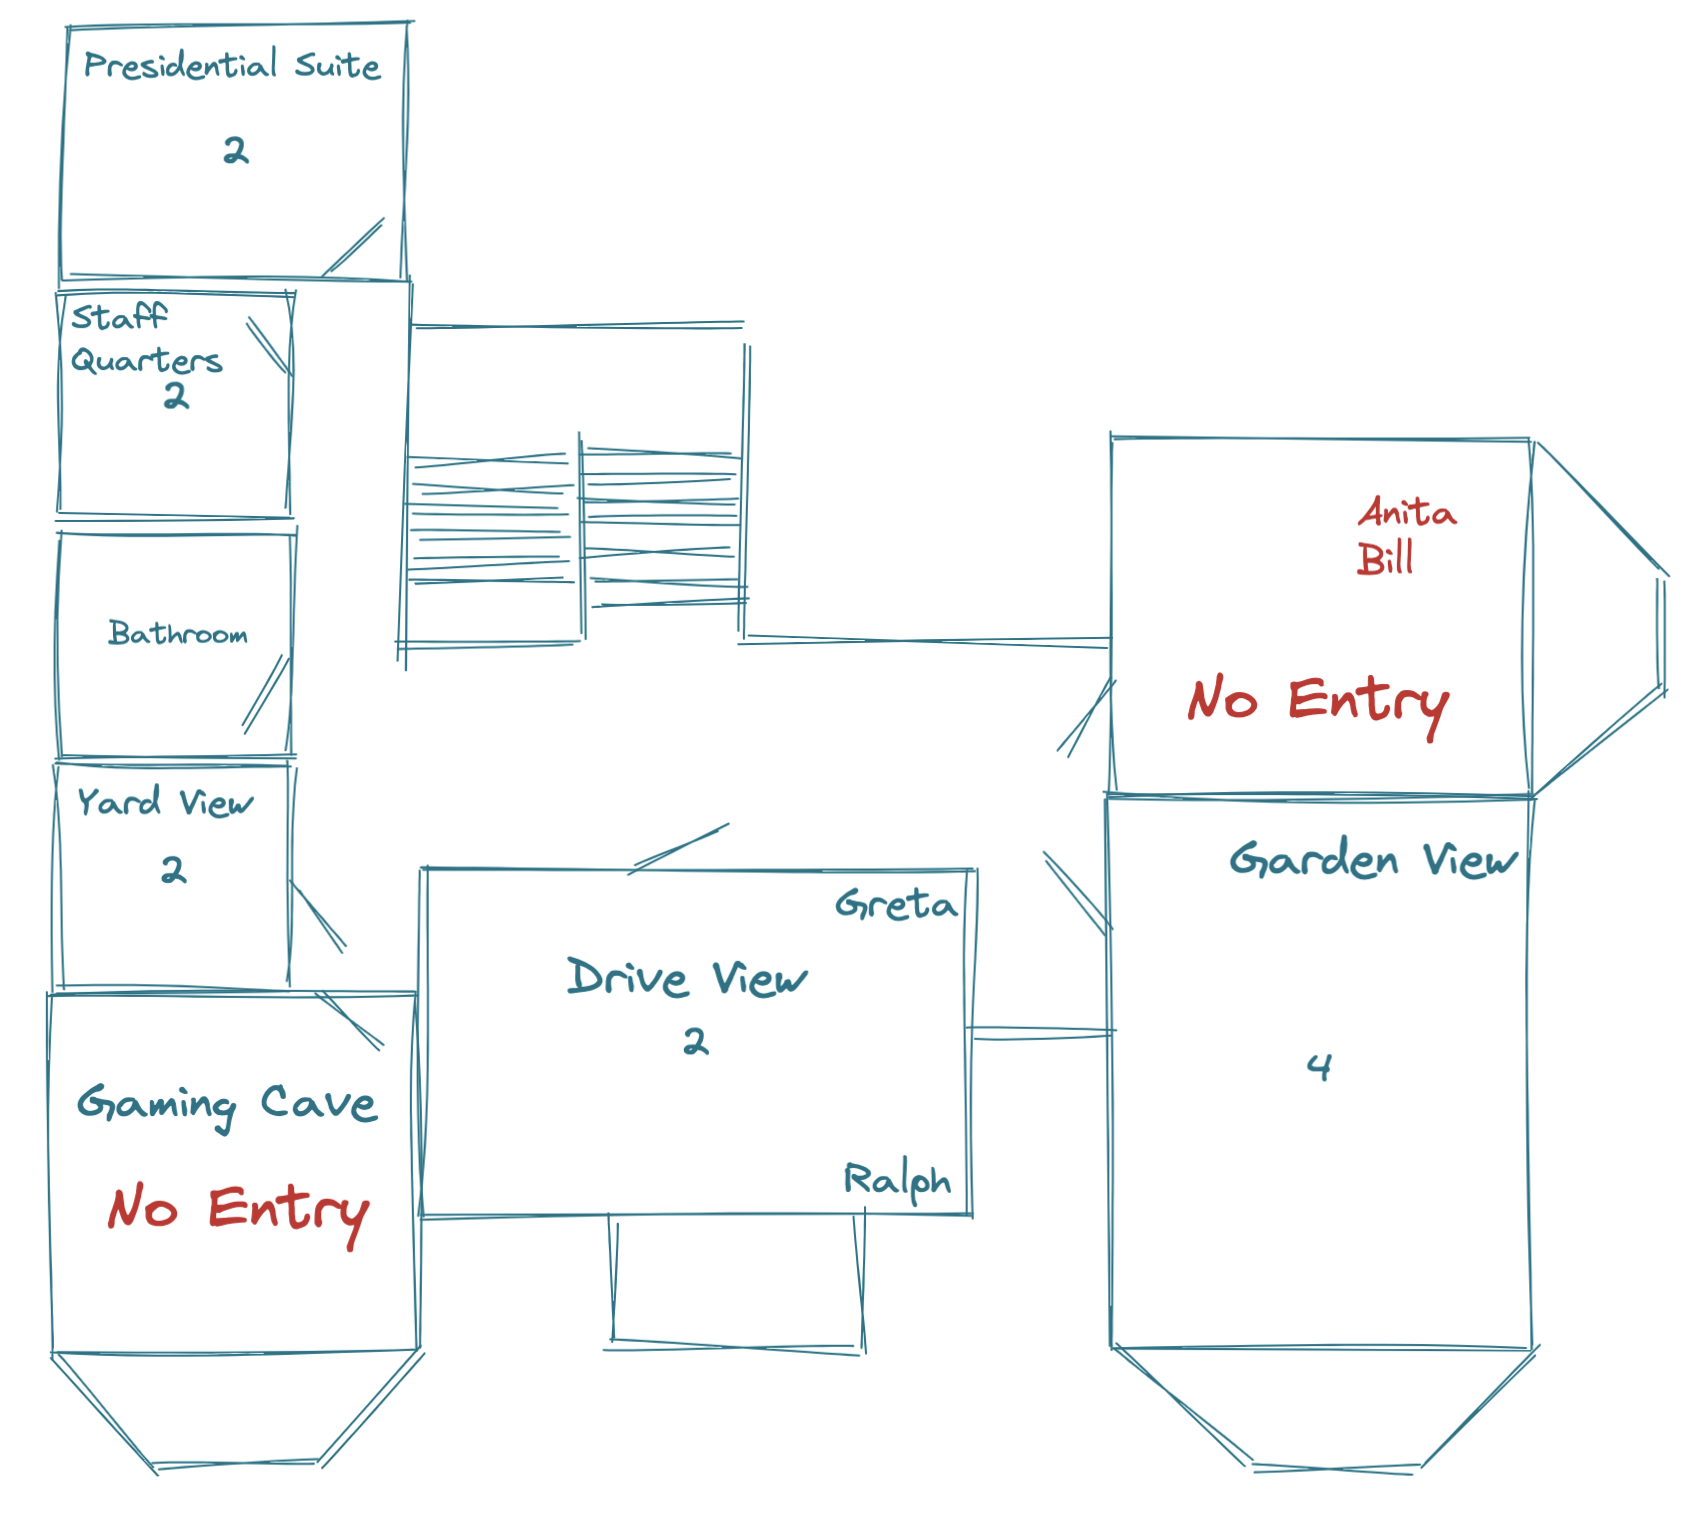 Presidential Suite
2
Staff
Quarters
2
Bathroom
Yard View
2
Gaming Cave
No Entry
Greta
Drive View
2
Ralph
Anita
Bill
No Entry
Garden View
4